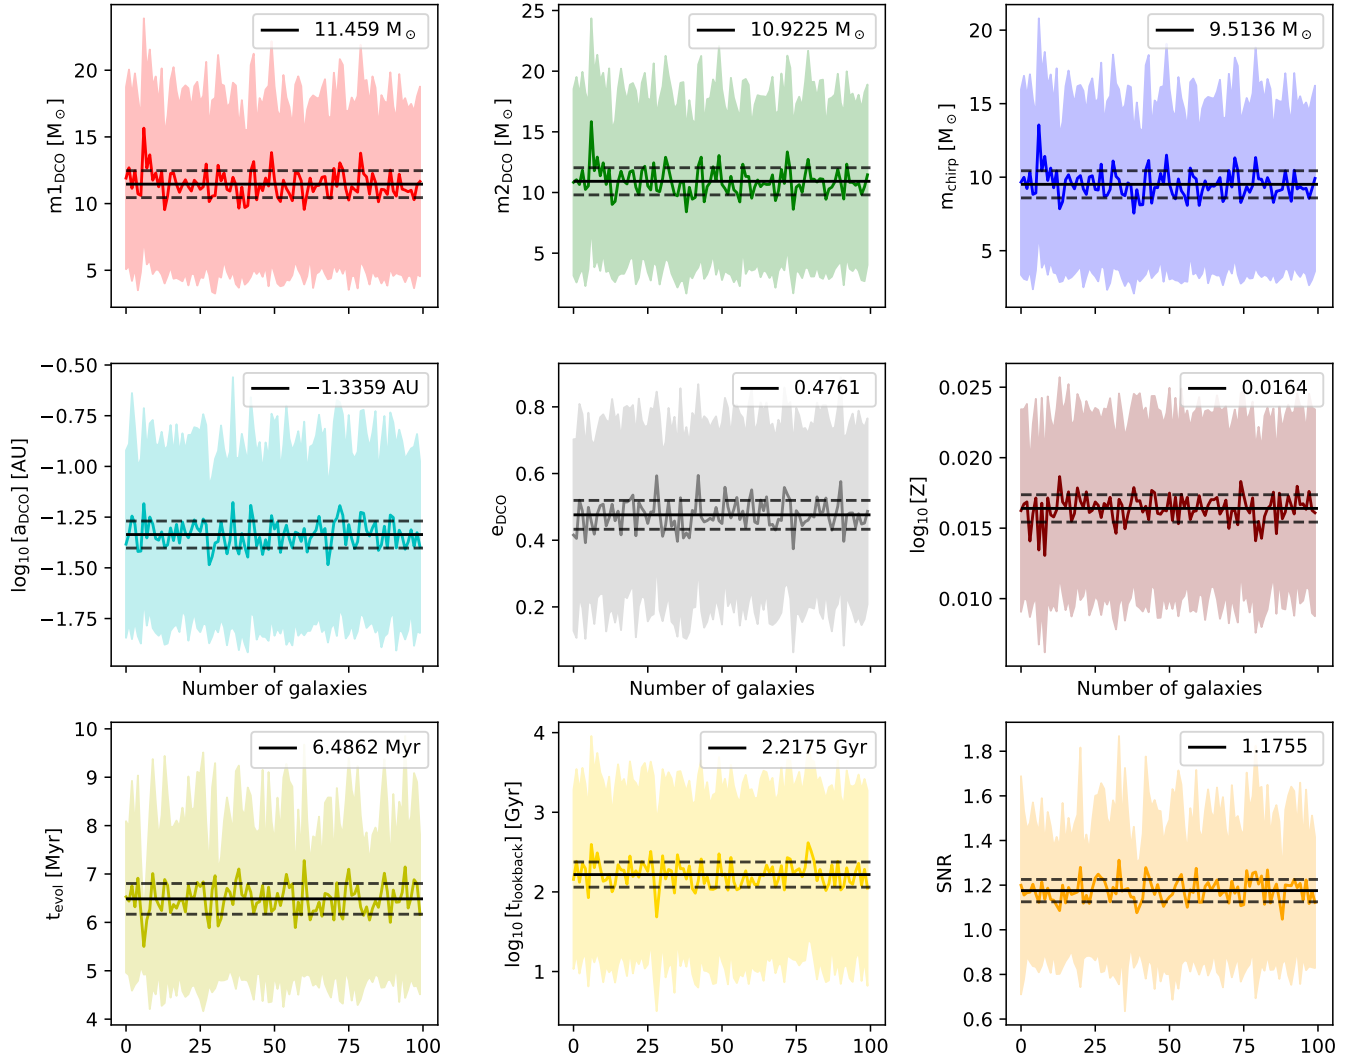 11.459 M⊙
m1DCO [M⊙]
20
15
10
5
0
50
100
10.9225 M⊙
m2DCO [M⊙]
25
20
15
10
5
9.5136 M⊙
mchirp [M⊙]
20
15
10
5
−1.3359 AU
log10 [aDCO] [AU]
−0.50
−0.75
−1.00
−1.25
−1.50
−1.75
Number of galaxies
0.4761
eDCO
0.8
0.6
0.4
0.2
Number of galaxies
0.0164
log10 [Z]
0.025
0.020
0.015
0.010
Number of galaxies
6.4862 Myr
tevol [Myr]
10
9
8
7
6
5
4
0 25 50 75 100
2.2175 Gyr
log10 [tlookback] [Gyr]
4
3
2
1
0 25 50 75 100
1.1755
SNR
1.8
1.6
1.4
1.2
1.0
0.8
0.6
0 25 50 75 100